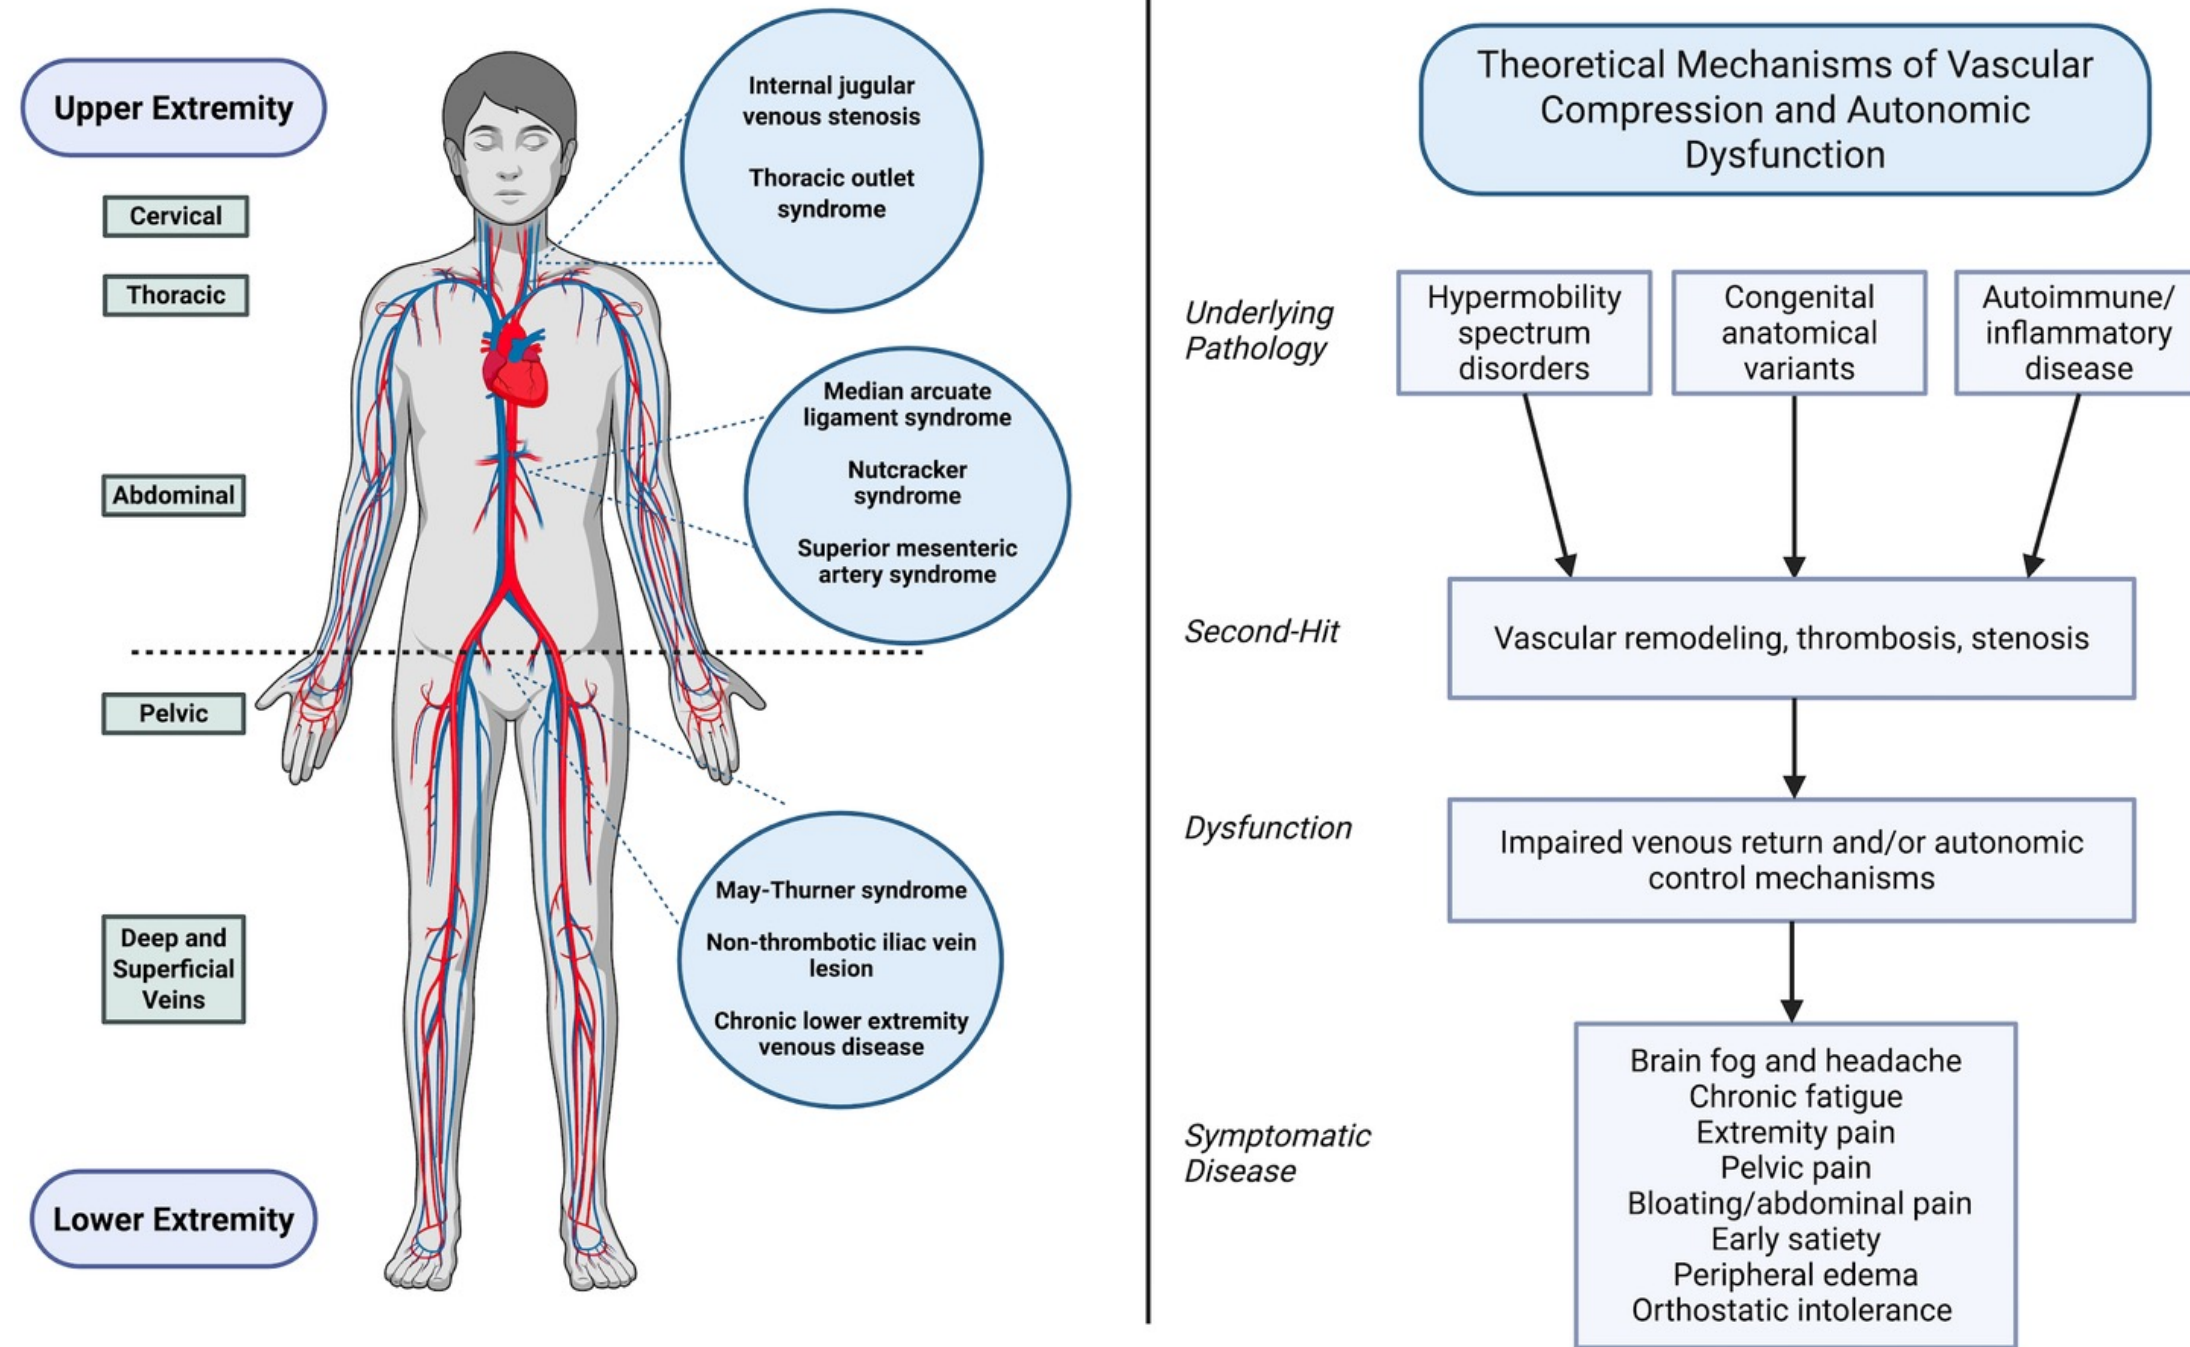 Upper Extremity
Cervical
Thoracic
Abdominal
Pelvic
Deep and
Superficial
Veins
Lower Extremity
Internal jugular
venous stenosis
Thoracic outlet
syndrome
Median arcuate
ligament syndrome
Nutcracker
syndrome
Superior mesenteric
artery syndrome
May-Thurner syndrome
Non-thrombotic iliac vein
lesion
Chronic lower extremity
venous disease
Theoretical Mechanisms of Vascular
Compression and Autonomic
Dysfunction
Underlying
Pathology
Hypermobility
spectrum
disorders
Congenital
anatomical
variants
Autoimmune/
inflammatory
disease
Second-Hit
Vascular remodeling, thrombosis, stenosis
Dysfunction
Impaired venous return and/or autonomic
control mechanisms
Symptomatic
Disease
Brain fog and headache
Chronic fatigue
Extremity pain
Pelvic pain
Bloating/abdominal pain
Early satiety
Peripheral edema
Orthostatic intolerance